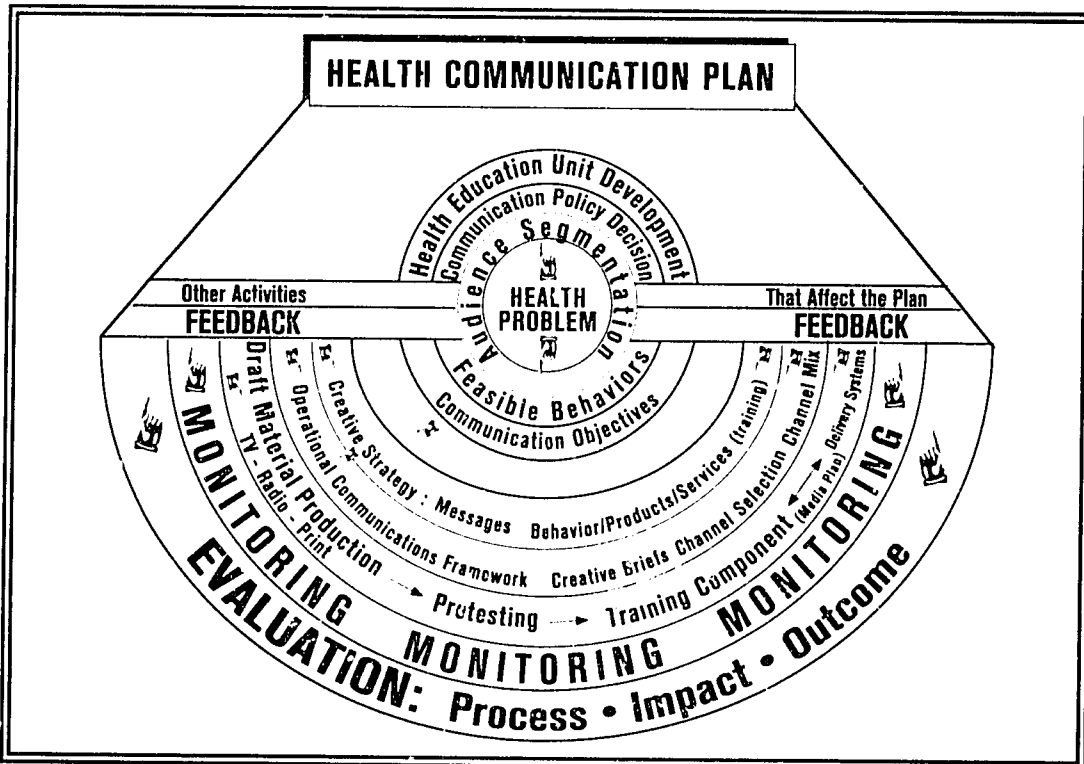 HEALTH COMMUNICATION PLAN
Health Education Unit Development
Communication Policy Decision
Audience Segmentation
HEALTH
PROBLEM
Other Activities
That Affect the Plan
FEEDBACK
FEEDBACK
Feasible Behaviors
Communication Objectives
Creative Strategy : Messages Behavior/Products/Services (training)
Operational Communications Framework Creative Briefs Channel Selection Channel Mix
Draft Material Production → Protesting → Training Component ←→ Delivery Systems
TV - Radio - Print
(Media Plan)
MONITORING MONITORING MONITORING
EVALUATION: Process • Impact • Outcome